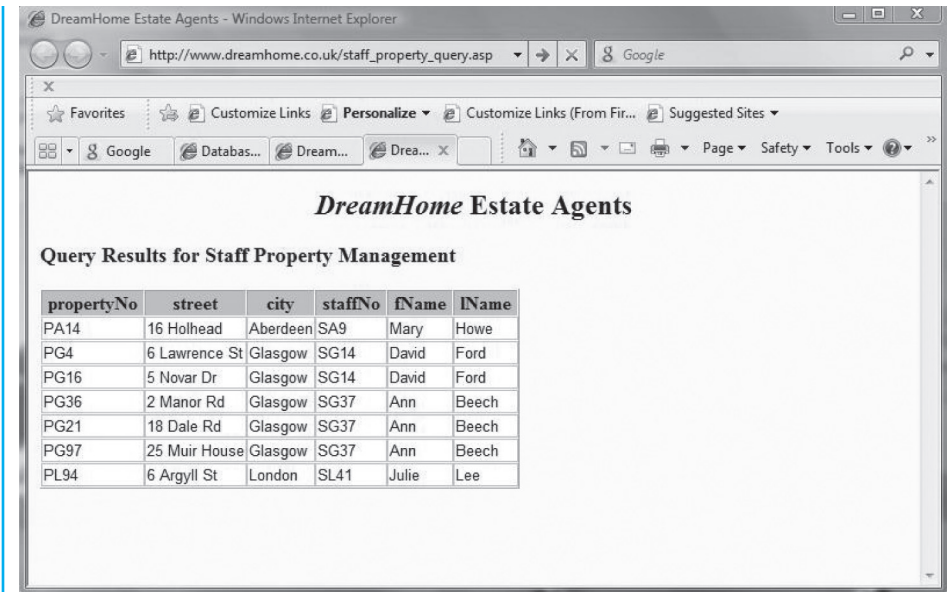 DreamHome Estate Agents - Windows Internet Explorer
http://www.dreamhome.co.uk/staff_property_query.asp Google
Favorites Customize Links Personalize Customize Links (From Fir... Suggested Sites
Google Databas... Dream... Drea... Page Safety Tools
DreamHome Estate Agents
Query Results for Staff Property Management
propertyNo street city staffNo fName lName
PA14 16 Holhead Aberdeen SA9 Mary Howe
PG4 6 Lawrence St Glasgow SG14 David Ford
PG16 5 Novar Dr Glasgow SG14 David Ford
PG36 2 Manor Rd Glasgow SG37 Ann Beech
PG21 18 Dale Rd Glasgow SG37 Ann Beech
PG97 25 Muir House Glasgow SG37 Ann Beech
PL94 6 Argyll St London SL41 Julie Lee